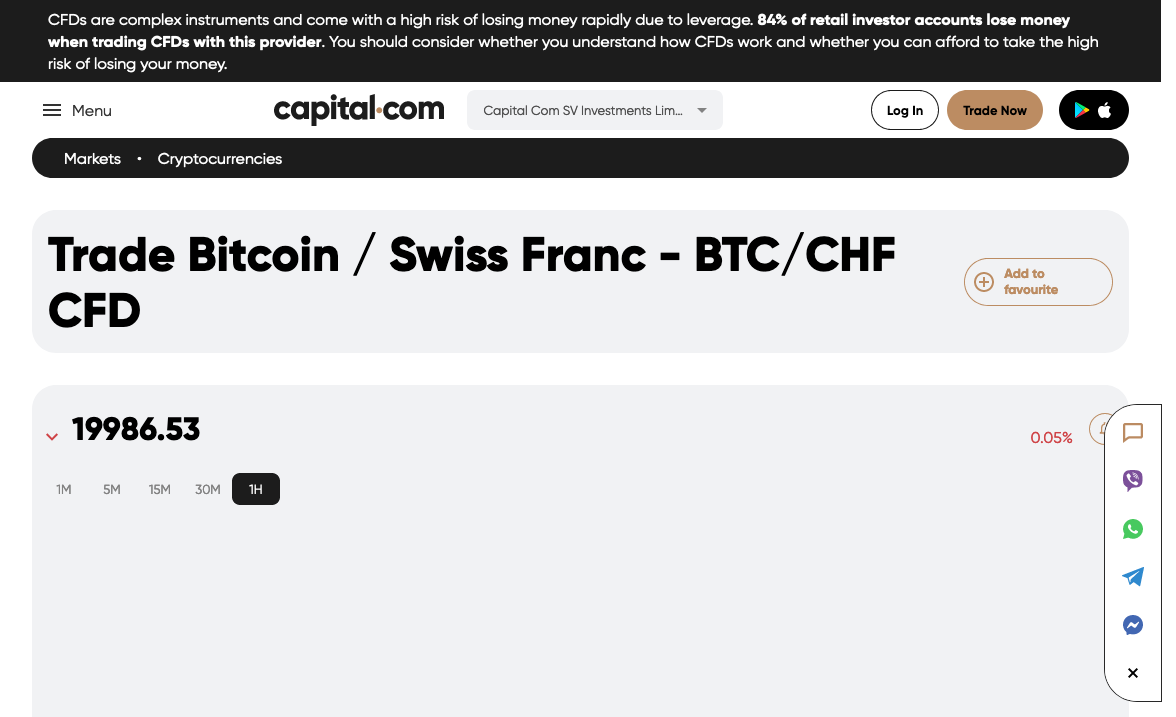 CFDs are complex instruments and come with a high risk of losing money rapidly due to leverage. 84% of retail investor accounts lose money
when trading CFDs with this provider. You should consider whether you understand how CFDs work and whether you can afford to take the high
risk of losing your money.
Menu
capital.com
Capital Com SV Investments Lim...
Log In
Trade Now
Markets • Cryptocurrencies
Trade Bitcoin / Swiss Franc - BTC/CHF
CFD
Add to
favourite
19986.53
0.05%
1M 5M 15M 30M 1H